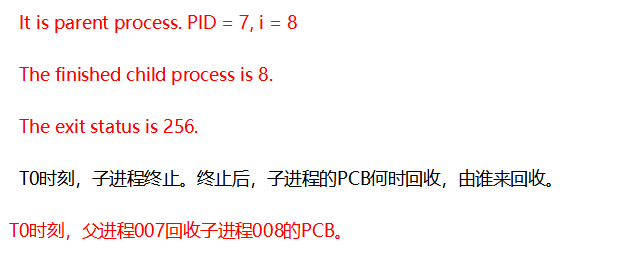 It is parent process. PID = 7, i = 8
The finished child process is 8.
The exit status is 256.
T0时刻，子进程终止。终止后，子进程的PCB何时回收，由谁来回收。
T0时刻，父进程007回收子进程008的PCB。